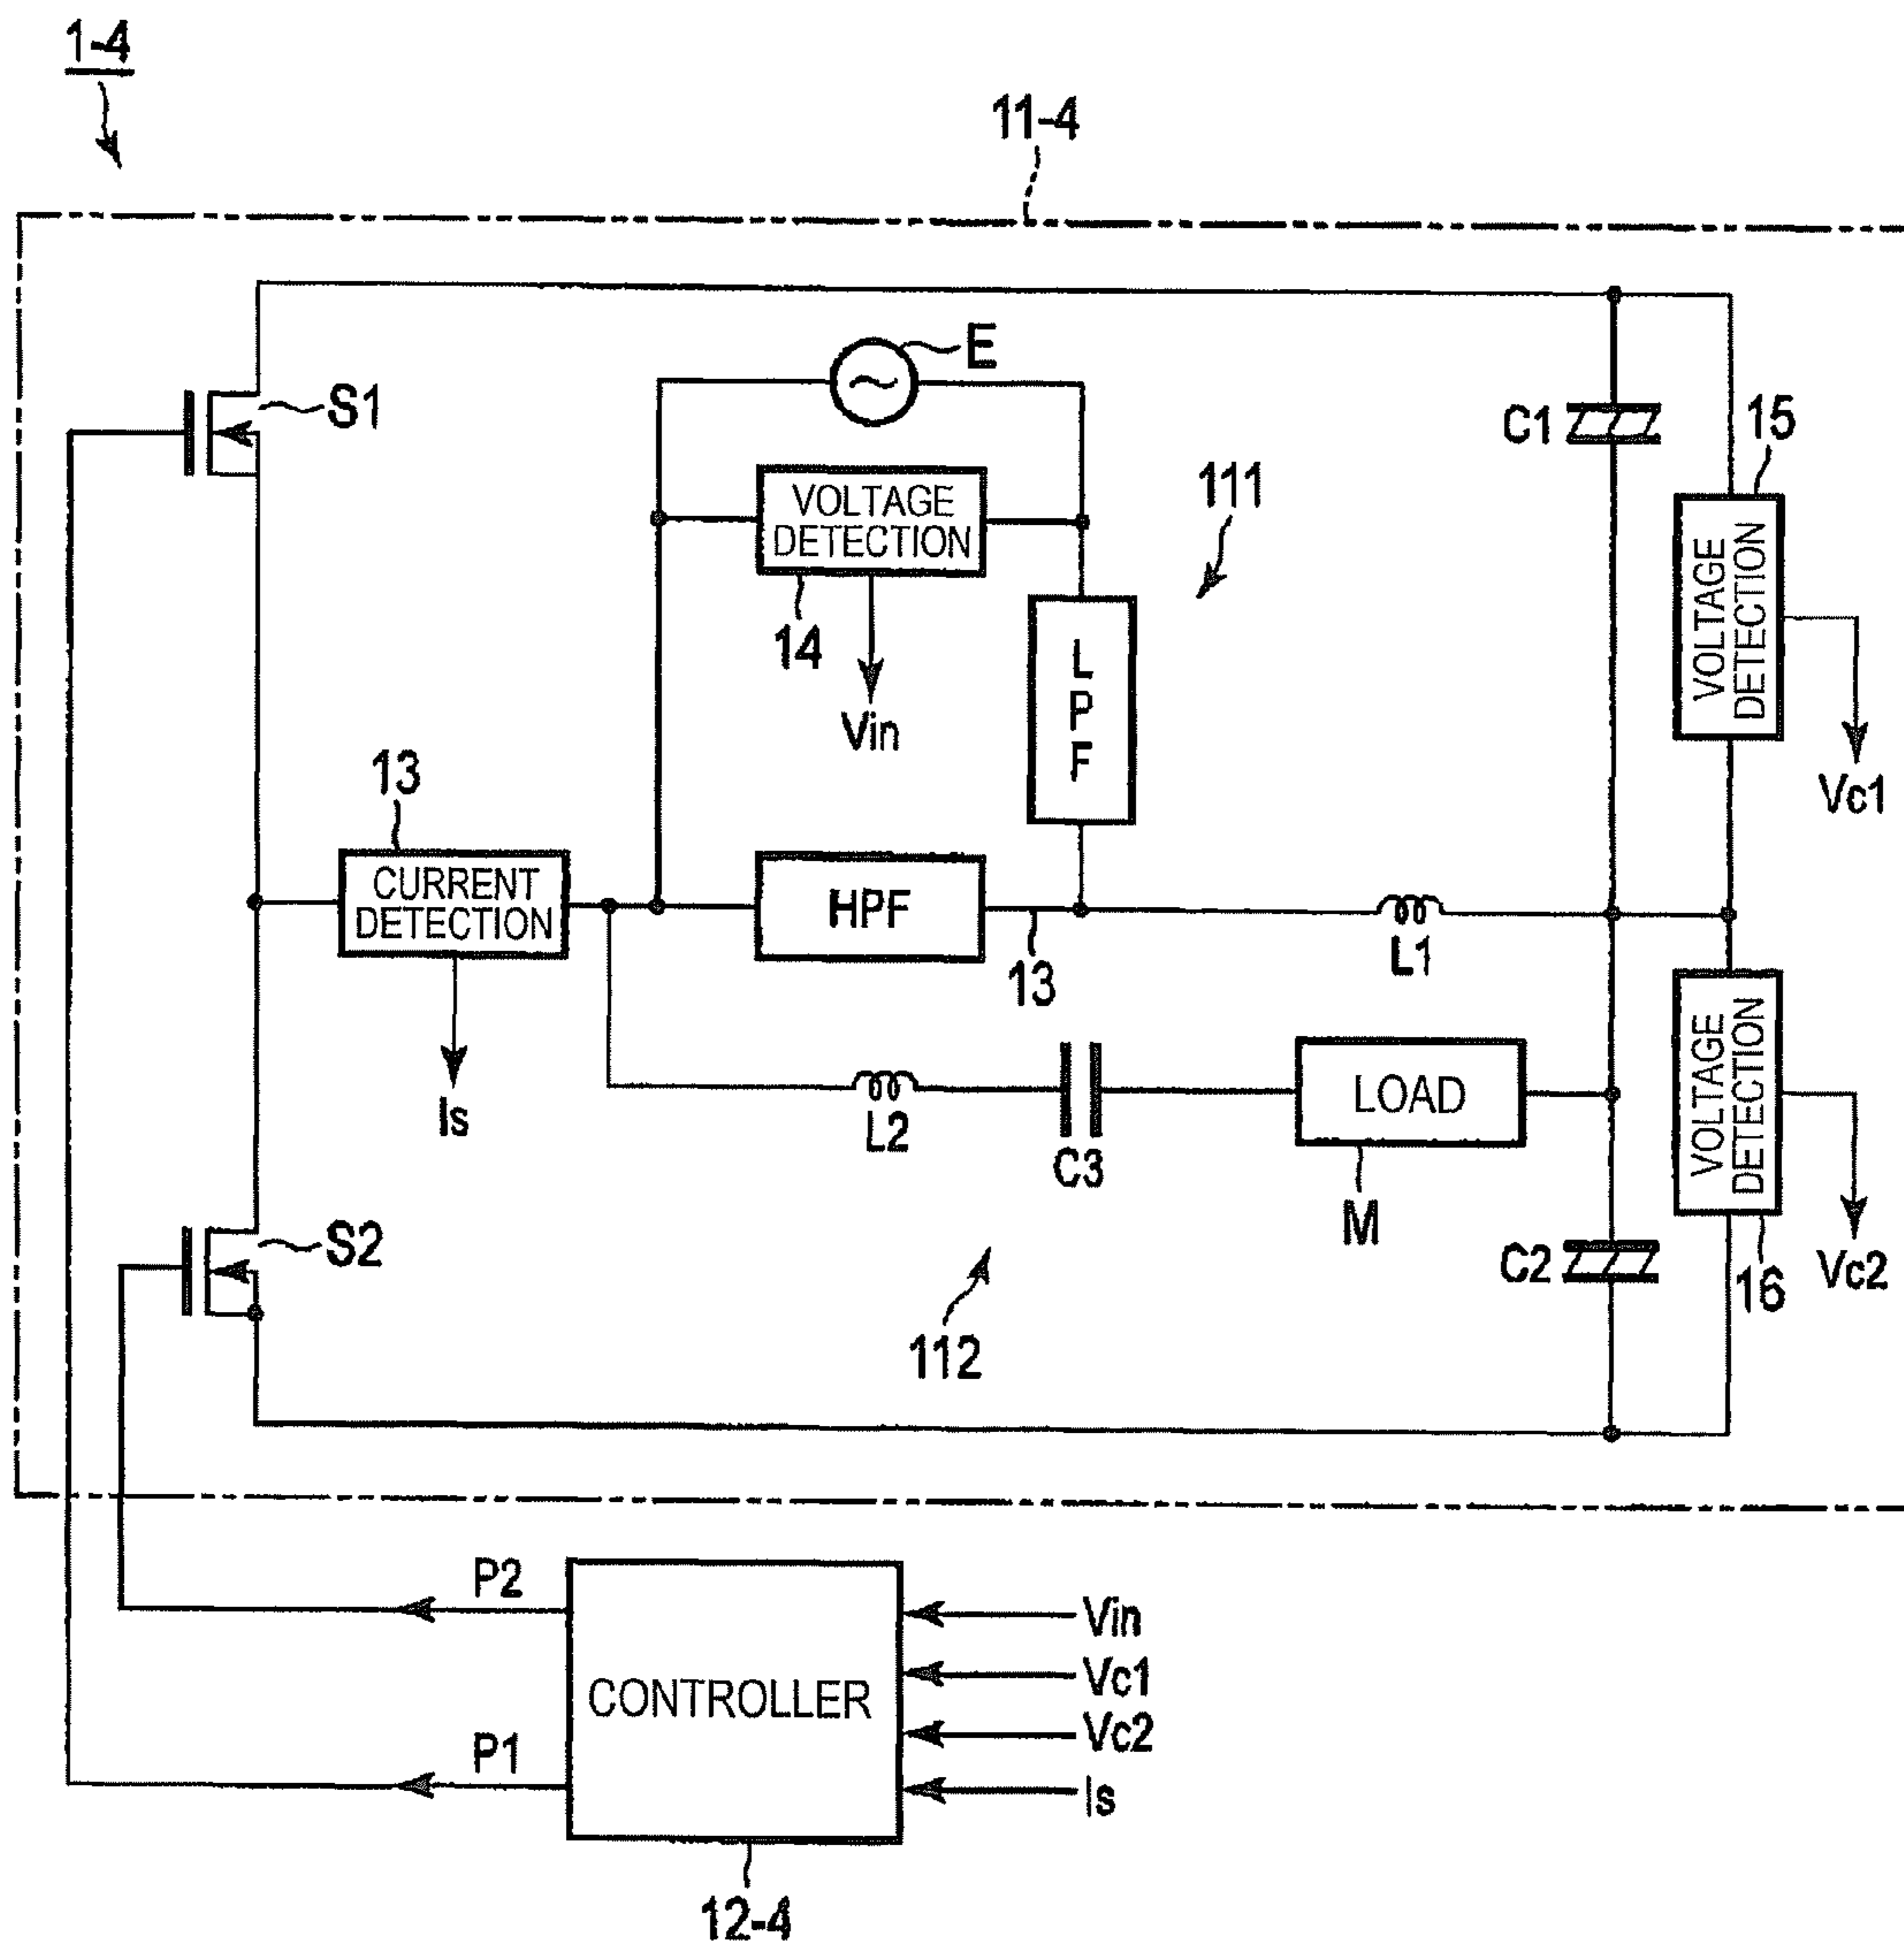 1-4
11-4
E
S1
C1
15
VOLTAGE
DETECTION
111
VOLTAGE
DETECTION
14
L
P
F
Vin
Vc1
13
CURRENT
DETECTION
HPF
13
L1
Is
L2
C3
LOAD
M
VOLTAGE
DETECTION
S2
C2
16
Vc2
112
P2
Vin
Vc1
CONTROLLER
Vc2
P1
Is
12-4